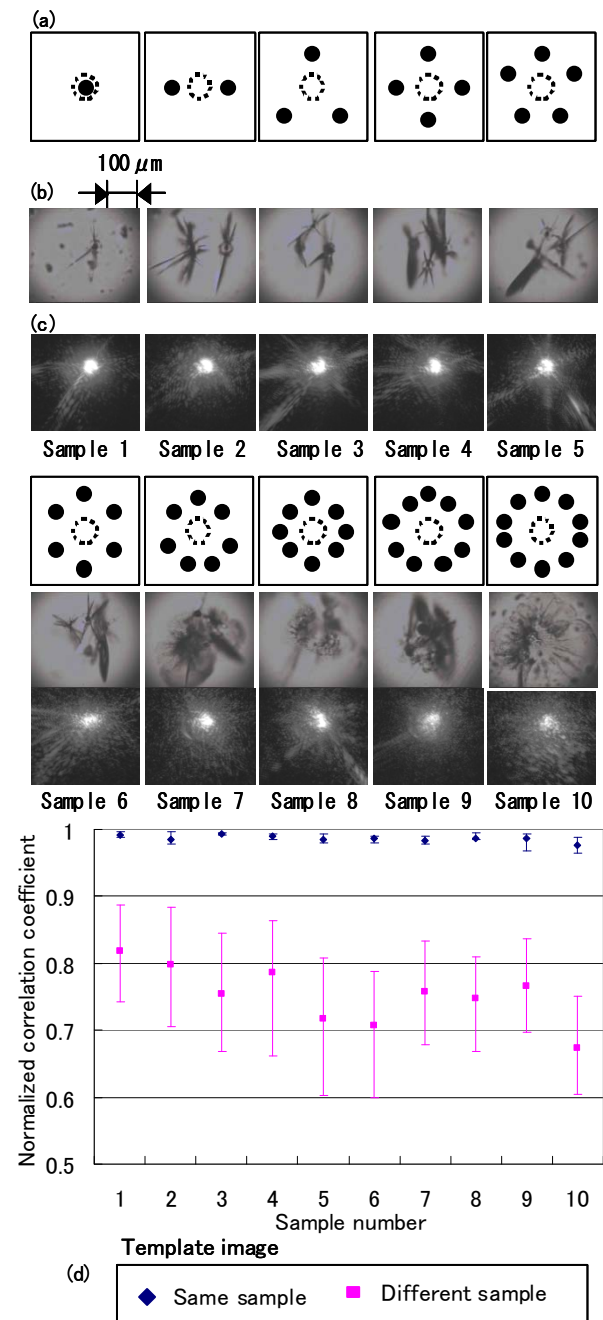 (a)
100 μm
(b)
(c)
Sample 1 Sample 2 Sample 3 Sample 4 Sample 5
Sample 6 Sample 7 Sample 8 Sample 9 Sample 10
Normalized correlation coefficient
1
0.9
0.8
0.7
0.6
0.5
1 2 3 4 5 6 7 8 9 10
Sample number
Template image
(d)
Same sample Different sample